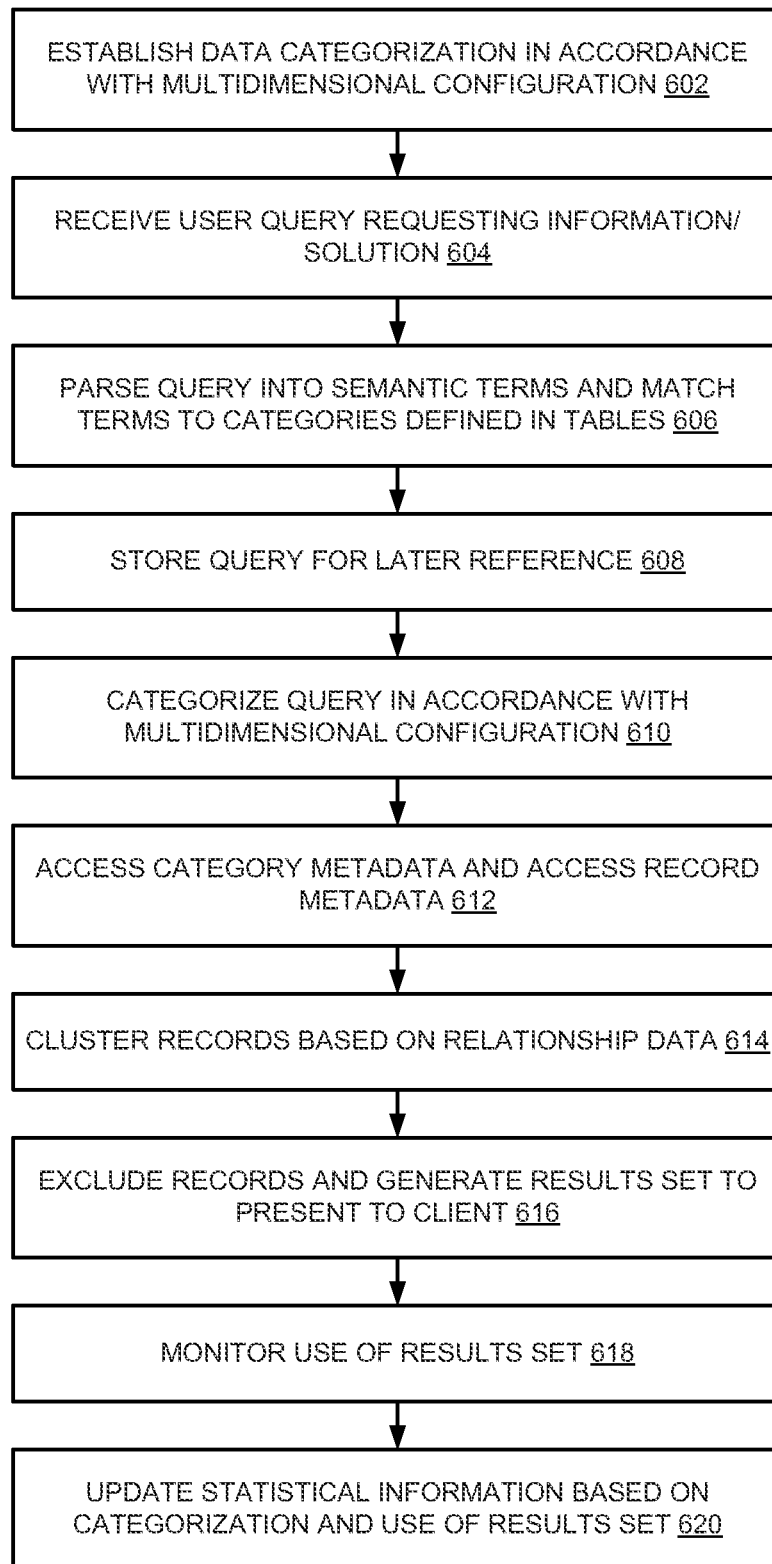 ESTABLISH DATA CATEGORIZATION IN ACCORDANCE
WITH MULTIDIMENSIONAL CONFIGURATION 602
RECEIVE USER QUERY REQUESTING INFORMATION/
SOLUTION 604
PARSE QUERY INTO SEMANTIC TERMS AND MATCH
TERMS TO CATEGORIES DEFINED IN TABLES 606
STORE QUERY FOR LATER REFERENCE 608
CATEGORIZE QUERY IN ACCORDANCE WITH
MULTIDIMENSIONAL CONFIGURATION 610
ACCESS CATEGORY METADATA AND ACCESS RECORD
METADATA 612
CLUSTER RECORDS BASED ON RELATIONSHIP DATA 614
EXCLUDE RECORDS AND GENERATE RESULTS SET TO
PRESENT TO CLIENT 616
MONITOR USE OF RESULTS SET 618
UPDATE STATISTICAL INFORMATION BASED ON
CATEGORIZATION AND USE OF RESULTS SET 620